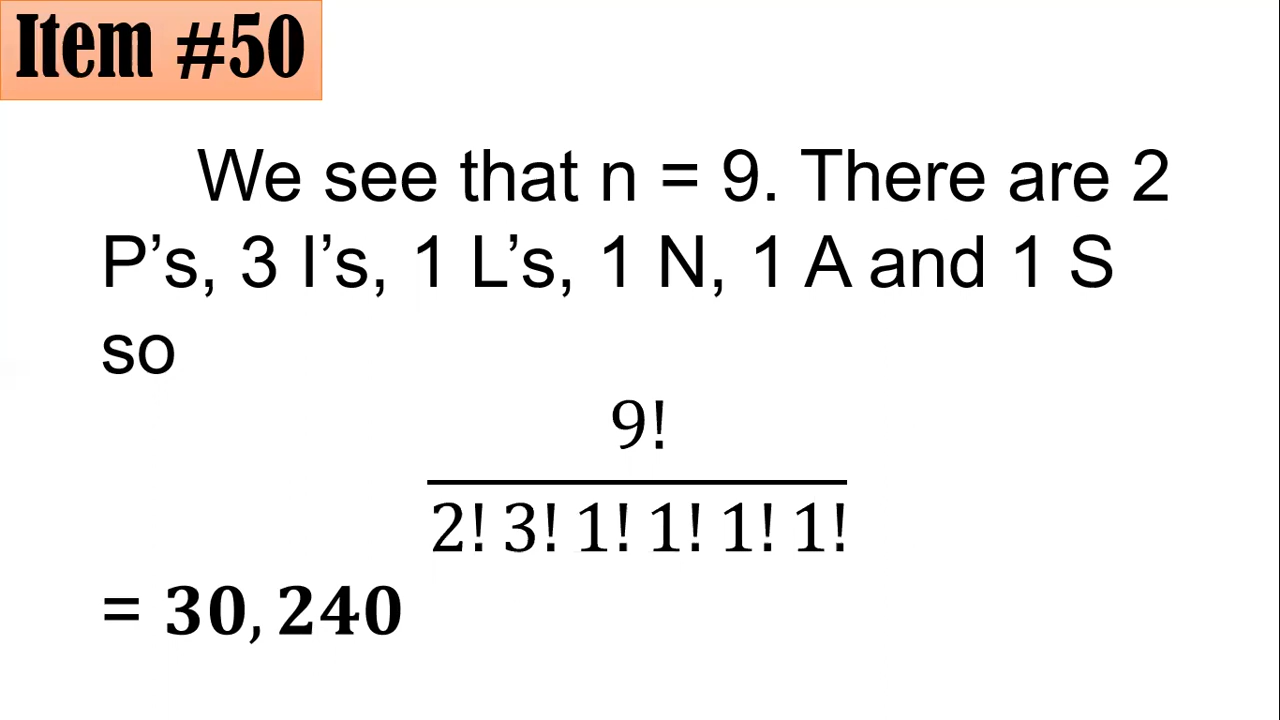 Item #50
We see that n = 9. There are 2
P’s, 3 I’s, 1 L’s, 1 N, 1 A and 1 S
so
9!
2! 3! 1! 1! 1! 1!
= 30,240